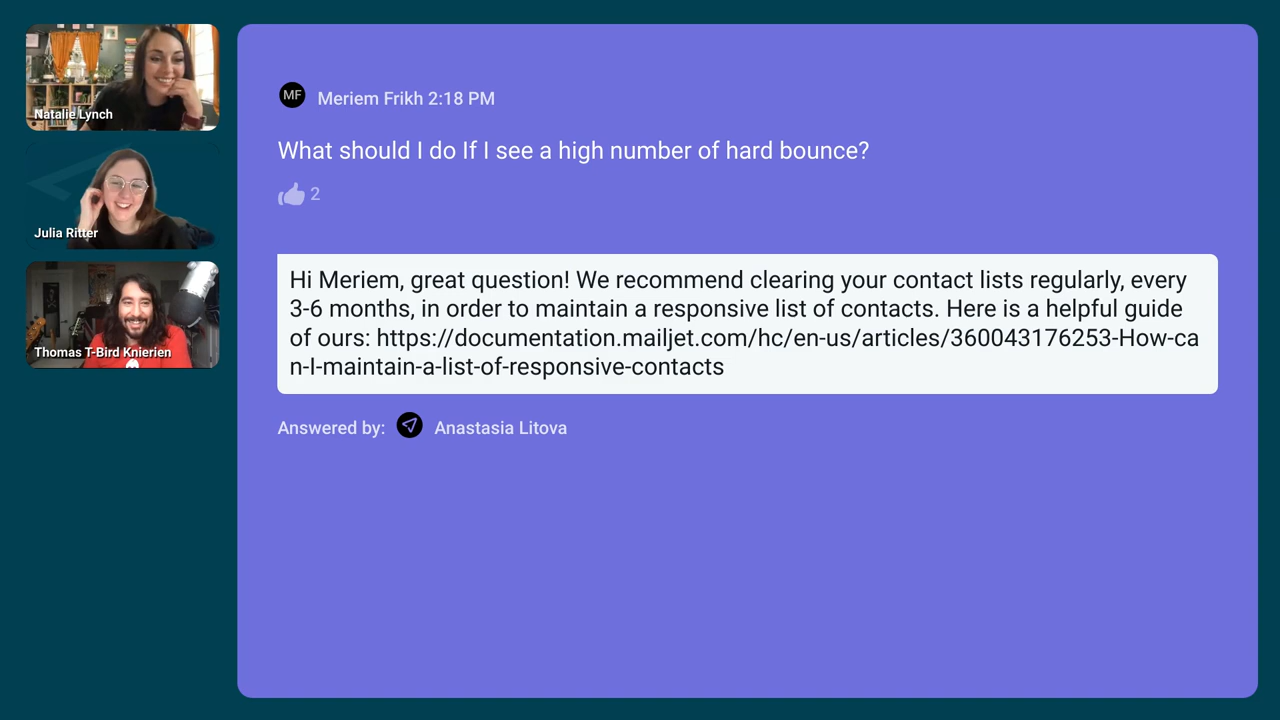 Natalie Lynch
Julia Ritter
Thomas T-Bird Knierien
MF
Meriem Frikh 2:18 PM
What should I do If I see a high number of hard bounce?
2
Hi Meriem, great question! We recommend clearing your contact lists regularly, every
3-6 months, in order to maintain a responsive list of contacts. Here is a helpful guide
of ours: https://documentation.mailjet.com/hc/en-us/articles/360043176253-How-ca
n-I-maintain-a-list-of-responsive-contacts
Answered by:
Anastasia Litova